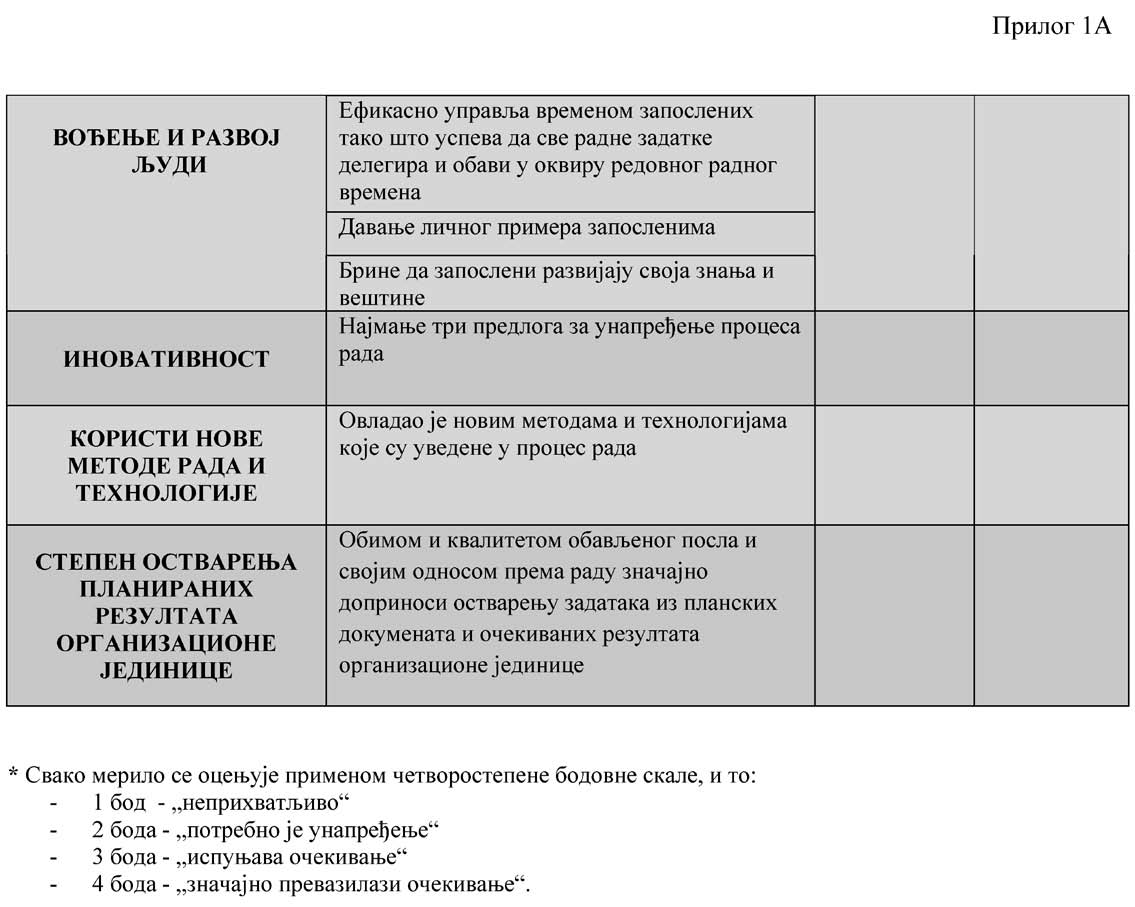 Прилог 1А
ВОЂЕЊЕ И РАЗВОЈ
ЉУДИ
Ефикасно управља временом запослених
тако што успева да све радне задатке
делегира и обави у оквиру редовног радног
времена
Давање личног примера запосленима
Брине да запослени развијају своја знања и
вештине
ИНОВАТИВНОСТ
Најмање три предлога за унапређење процеса
рада
КОРИСТИ НОВЕ
МЕТОДЕ РАДА И
ТЕХНОЛОГИЈЕ
Овладао је новим методама и технологијама
које су уведене у процес рада
СТЕПЕН ОСТВАРЕЊА
ПЛАНИРАНИХ
РЕЗУЛТАТА
ОРГАНИЗАЦИОНЕ
ЈЕДИНИЦЕ
Обимом и квалитетом обављеног посла и
својим односом према раду значајно
доприноси остварењу задатака из планских
докумената и очекиваних резултата
организационе јединице
* Свако мерило се оцењује применом четворостепене бодовне скале, и то:
- 1 бод - „неприхватљиво“
- 2 бода - „потребно је унапређење“
- 3 бода - „испуњава очекивање“
- 4 бода - „значајно превазилази очекивање“.